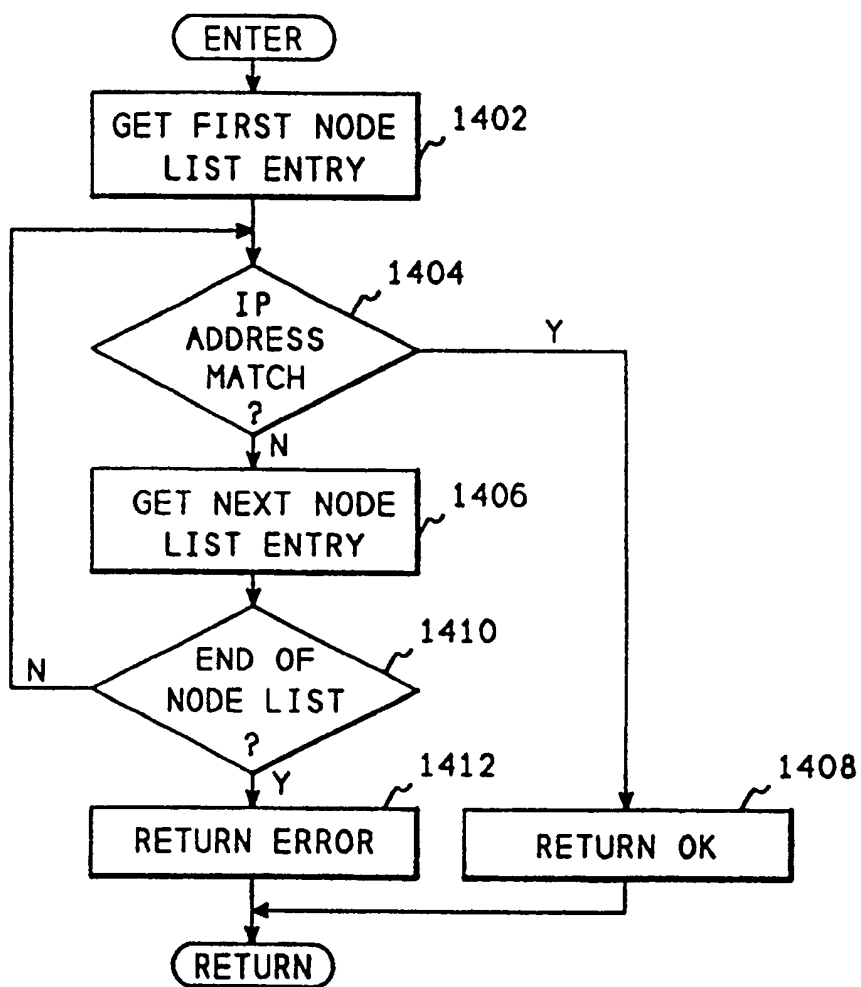 ENTER
GET FIRST NODE
LIST ENTRY
1402
IP
ADDRESS
MATCH
?
1404
Y
N
GET NEXT NODE
LIST ENTRY
1406
END OF
NODE LIST
?
1410
N
Y
RETURN ERROR
1412
RETURN OK
1408
RETURN